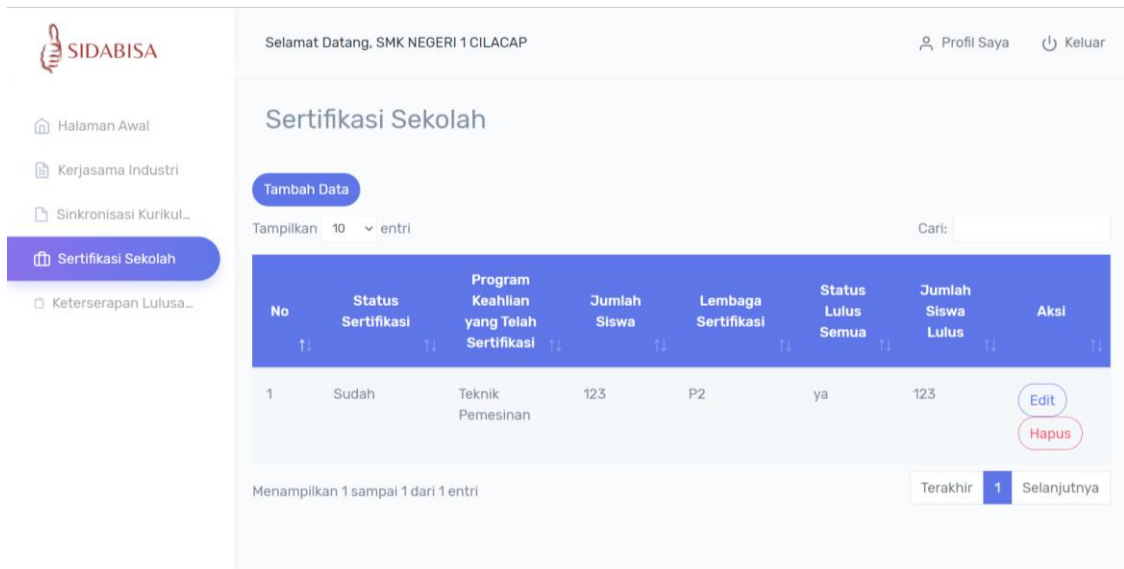 SIDABISA
Selamat Datang, SMK NEGERI 1 CILACAP
Profil Saya
Keluar
Halaman Awal
Kerjasama Industri
Sinkronisasi Kurikul...
Sertifikasi Sekolah
Keterserapan Lulusa...
Sertifikasi Sekolah
Tambah Data
Tampilkan 10 entri
Cari:
No
Status
Sertifikasi
Program
Keahlian
yang Telah
Sertifikasi
Jumlah
Siswa
Lembaga
Sertifikasi
Status
Lulus
Semua
Jumlah
Siswa
Lulus
Aksi
1
Sudah
Teknik
Pemesinan
123
P2
ya
123
Edit
Hapus
Menampilkan 1 sampai 1 dari 1 entri
Terakhir 1 Selanjutnya